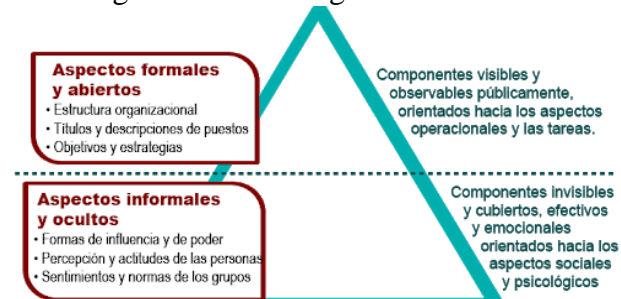 Aspectos formales
y abiertos
• Estructura organizacional
• Títulos y descripciones de puestos
• Objetivos y estrategias
Componentes visibles y
observables públicamente,
orientados hacia los aspectos
operacionales y las tareas.
Aspectos informales
y ocultos
• Formas de influencia y de poder
• Percepción y actitudes de las personas
• Sentimientos y normas de los grupos
Componentes invisibles
y cubiertos, efectivos
y emocionales
orientados hacia los
aspectos sociales
y psicológicos